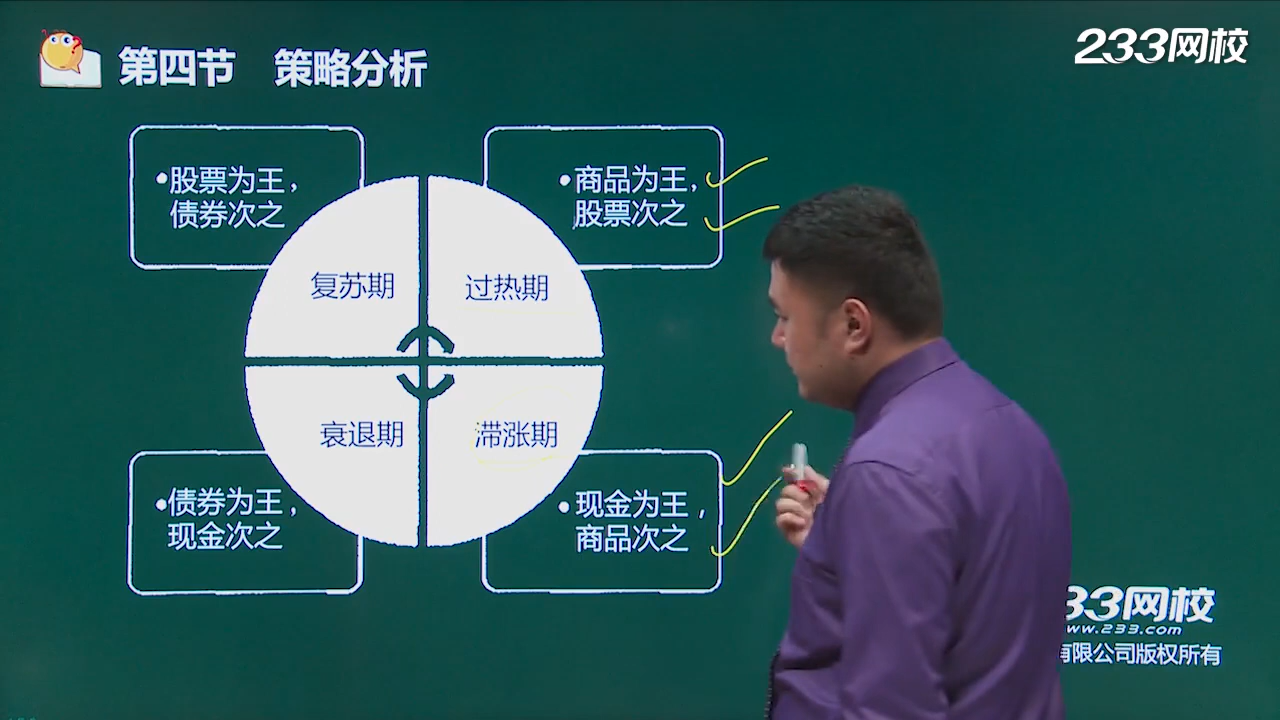 第四节 策略分析
233网校
•股票为王，
债券次之
•商品为王，
股票次之
复苏期
过热期
衰退期
滞涨期
•债券为王，
现金次之
•现金为王，
商品次之
33网校
ww.233.com
有限公司版权所有